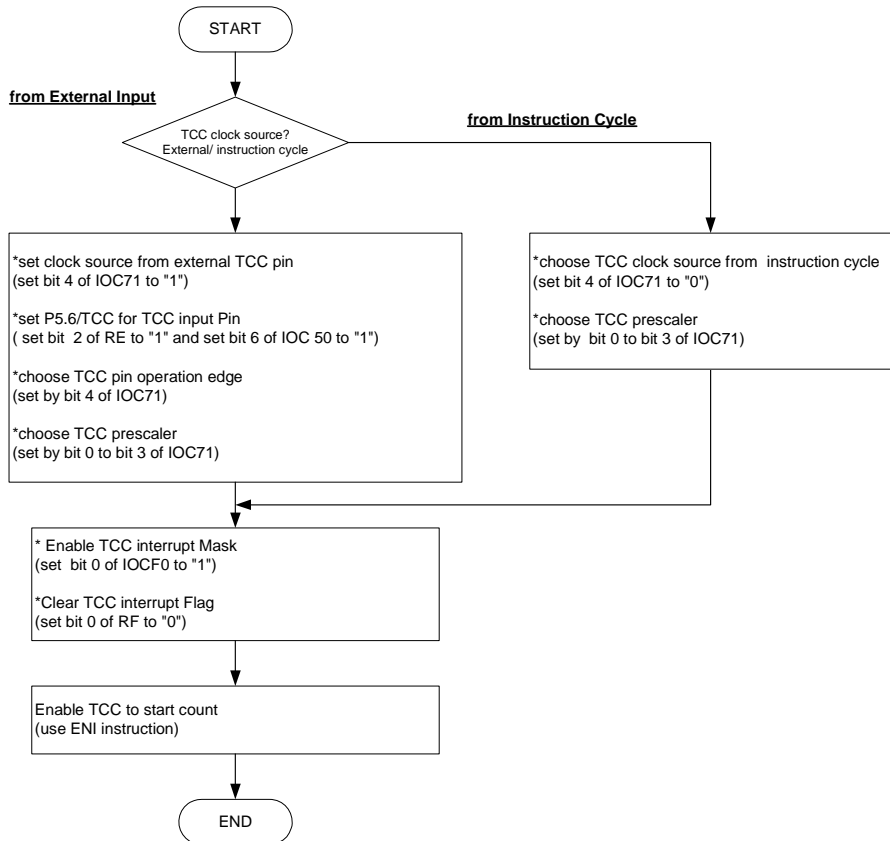 START
from External Input
TCC clock source?
External/ instruction cycle
from Instruction Cycle
*set clock source from external TCC pin
(set bit 4 of IOC71 to "1")
*set P5.6/TCC for TCC input Pin
( set bit 2 of RE to "1" and set bit 6 of IOC 50 to "1")
*choose TCC pin operation edge
(set by bit 4 of IOC71)
*choose TCC prescaler
(set by bit 0 to bit 3 of IOC71)
*choose TCC clock source from instruction cycle
(set bit 4 of IOC71 to "0")
*choose TCC prescaler
(set by bit 0 to bit 3 of IOC71)
* Enable TCC interrupt Mask
(set bit 0 of IOCF0 to "1")
*Clear TCC interrupt Flag
(set bit 0 of RF to "0")
Enable TCC to start count
(use ENI instruction)
END